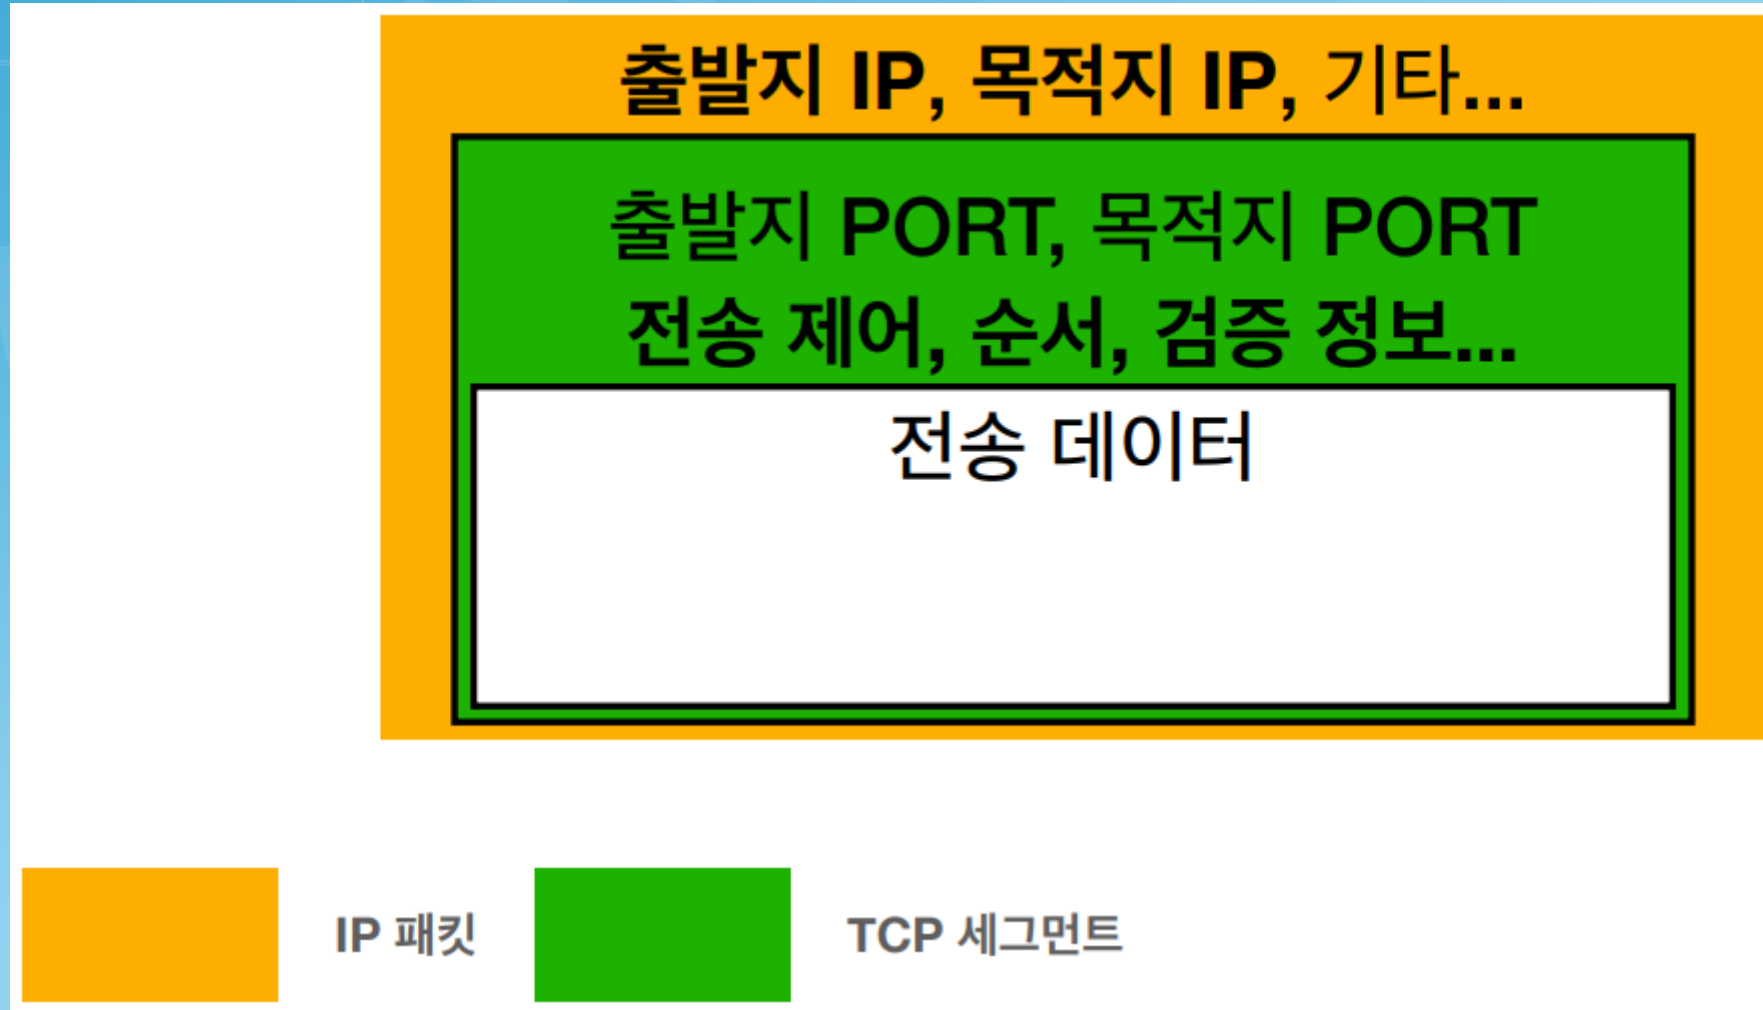 출발지 IP, 목적지 IP, 기타...
출발지 PORT, 목적지 PORT
전송 제어, 순서, 검증 정보...
전송 데이터
IP 패킷
TCP 세그먼트